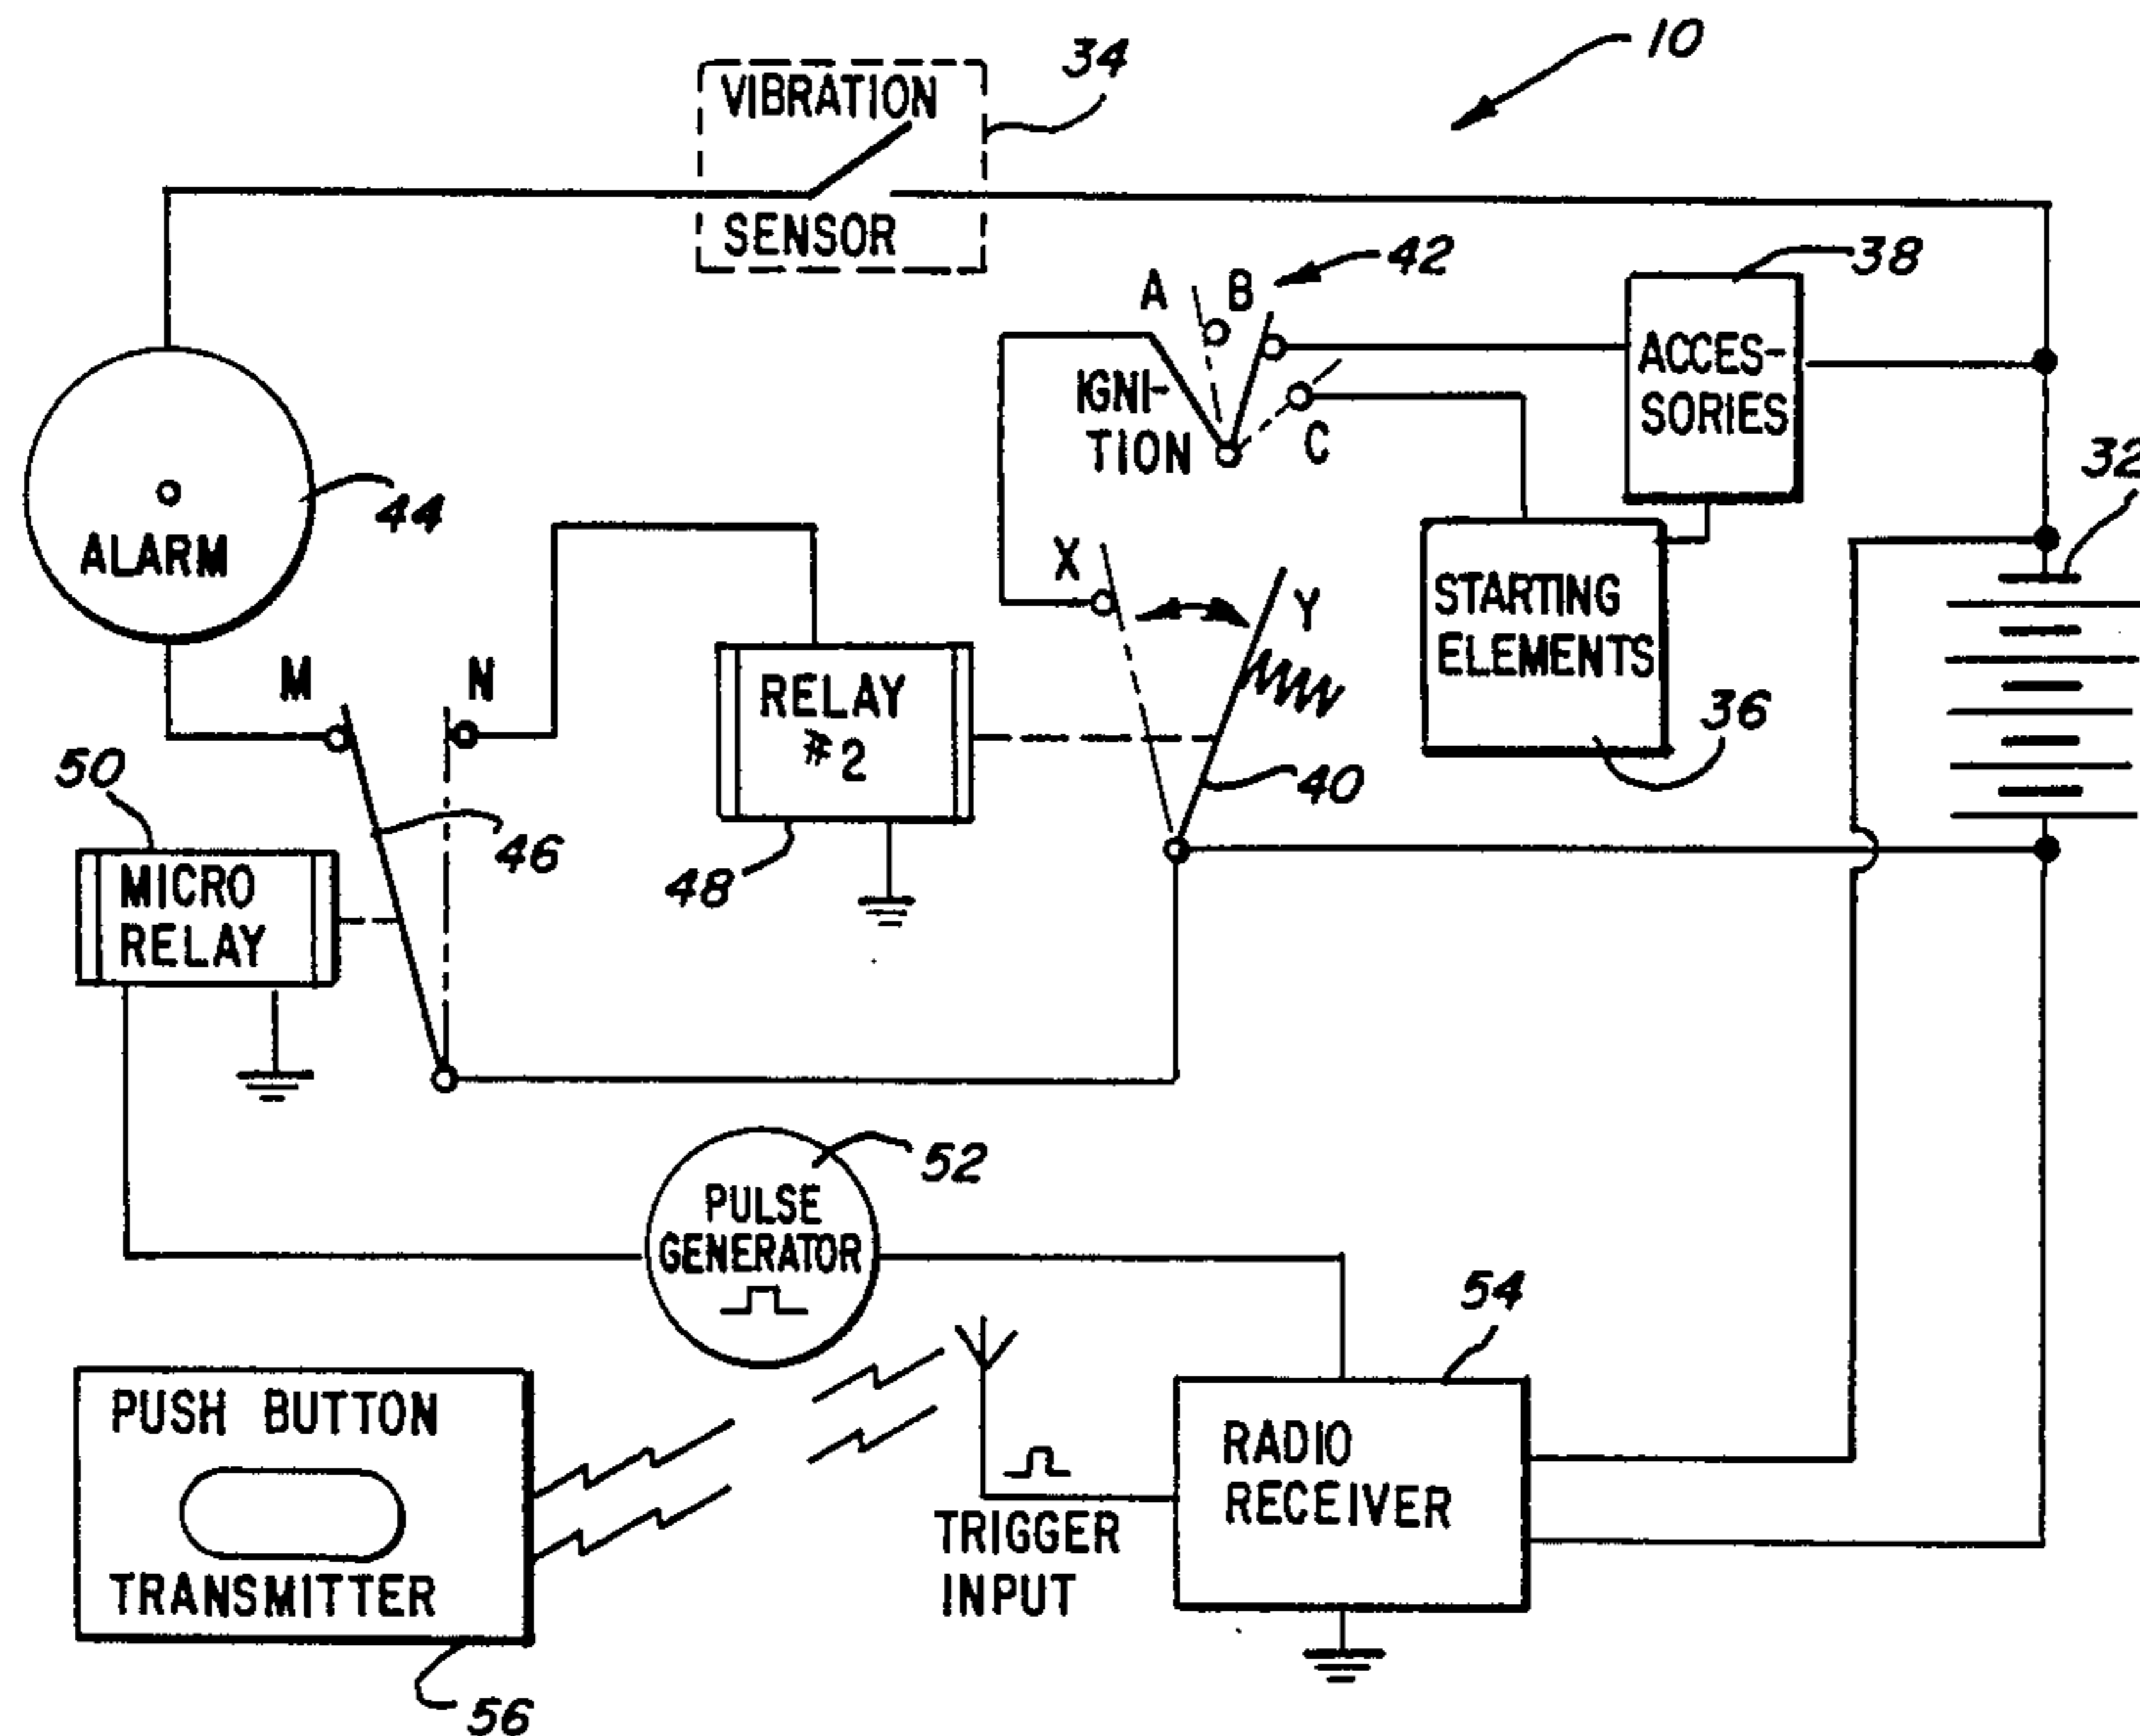 10
34
VIBRATION
SENSOR
42
A
B
38
IGNI-
TION
C
ACCES-
SORIES
32
44
ALARM
X
Y
STARTING
ELEMENTS
36
M
N
RELAY
#2
40
50
46
48
MICRO
RELAY
52
PULSE
GENERATOR
54
PUSH BUTTON
TRANSMITTER
TRIGGER
INPUT
RADIO
RECEIVER
56